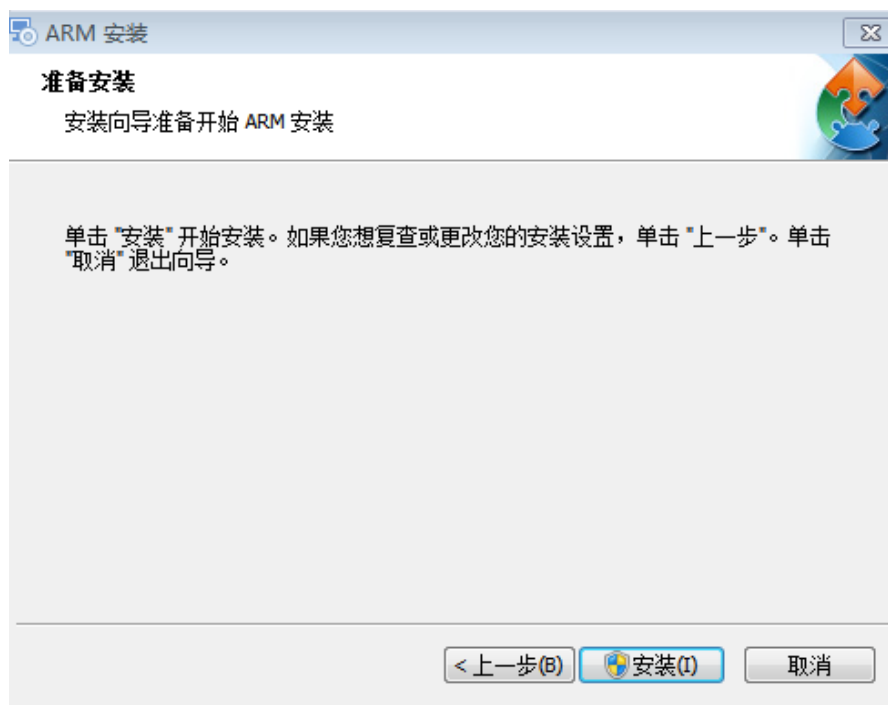 ARM 安装
准备安装
安装向导准备开始 ARM 安装
单击 "安装" 开始安装。如果您想复查或更改您的安装设置，单击 "上一步"。单击
"取消" 退出向导。
< 上一步(B) 安装(I) 取消